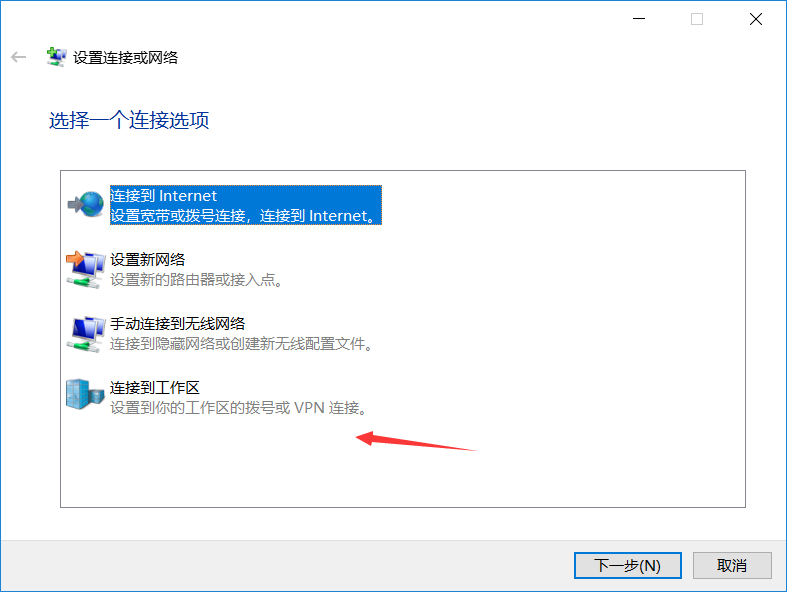 设置连接或网络
选择一个连接选项
连接到 Internet
设置宽带或拨号连接，连接到 Internet。
设置新网络
设置新的路由器或接入点。
手动连接到无线网络
连接到隐藏网络或创建新无线配置文件。
连接到工作区
设置到你的工作区的拨号或 VPN 连接。
下一步(N)
取消